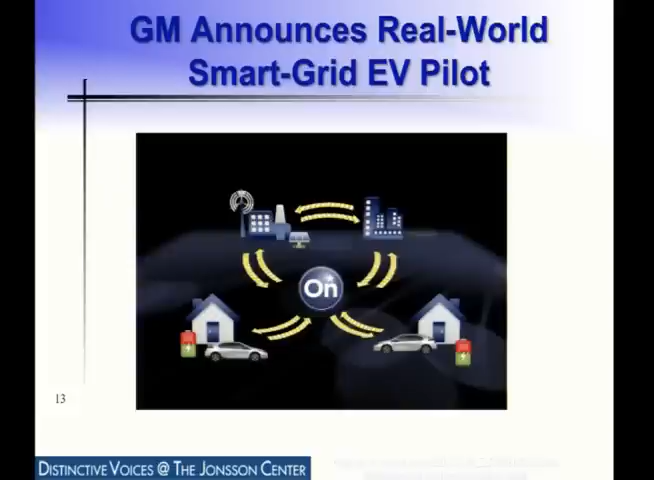 GM Announces Real-World
Smart-Grid EV Pilot
On
13
DISTINCTIVE VOICES @ THE JONSSON CENTER